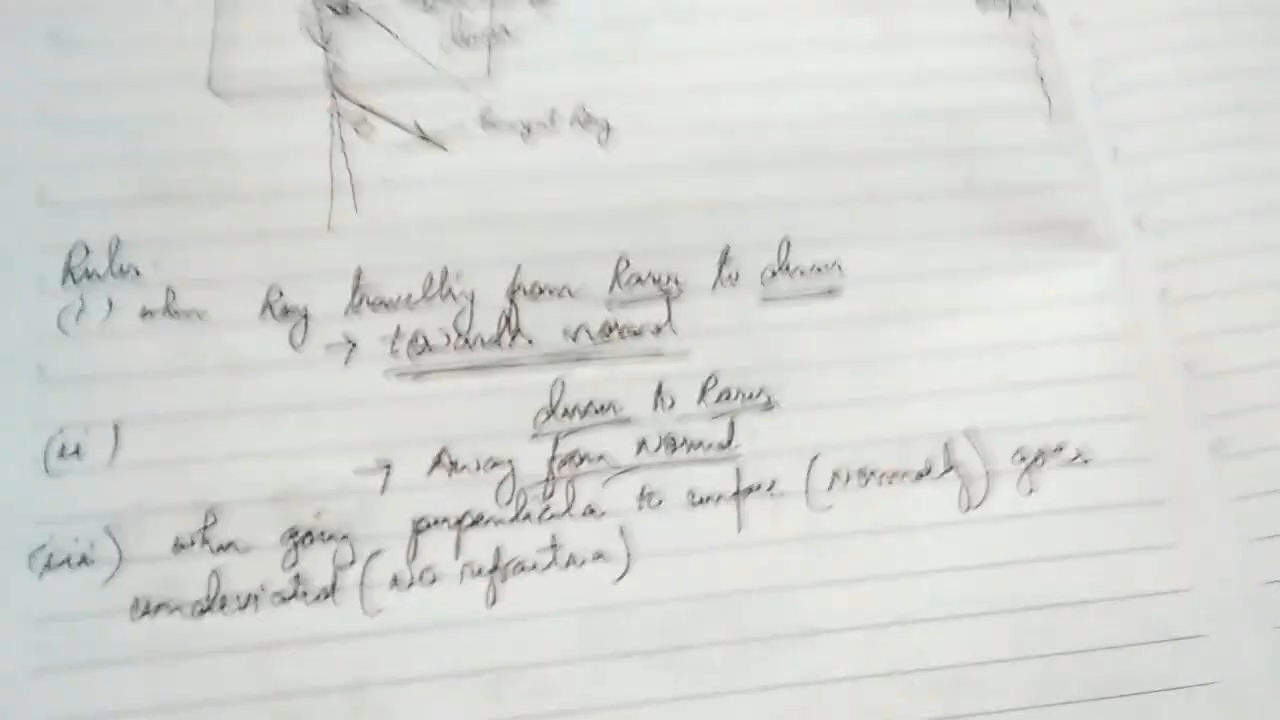 Ray
Rules
(i) when Ray travelling from Rarer to denser
→ towards normal
(ii) denser to Rarer
→ Away from Normal
(iii) when going perpendicular to surface (normally) goes
undeviated (no refraction)